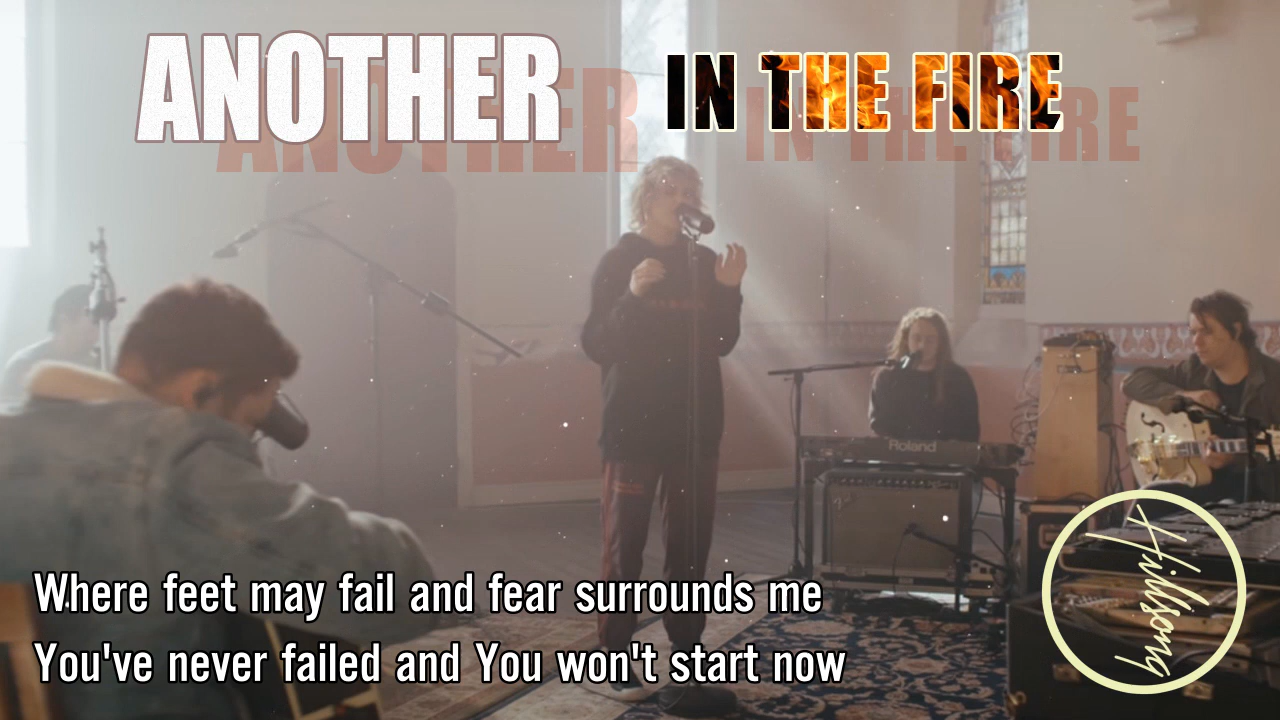 ANOTHER IN THE FIRE
Roland
Where feet may fail and fear surrounds me
You've never failed and You won't start now
Hillsong